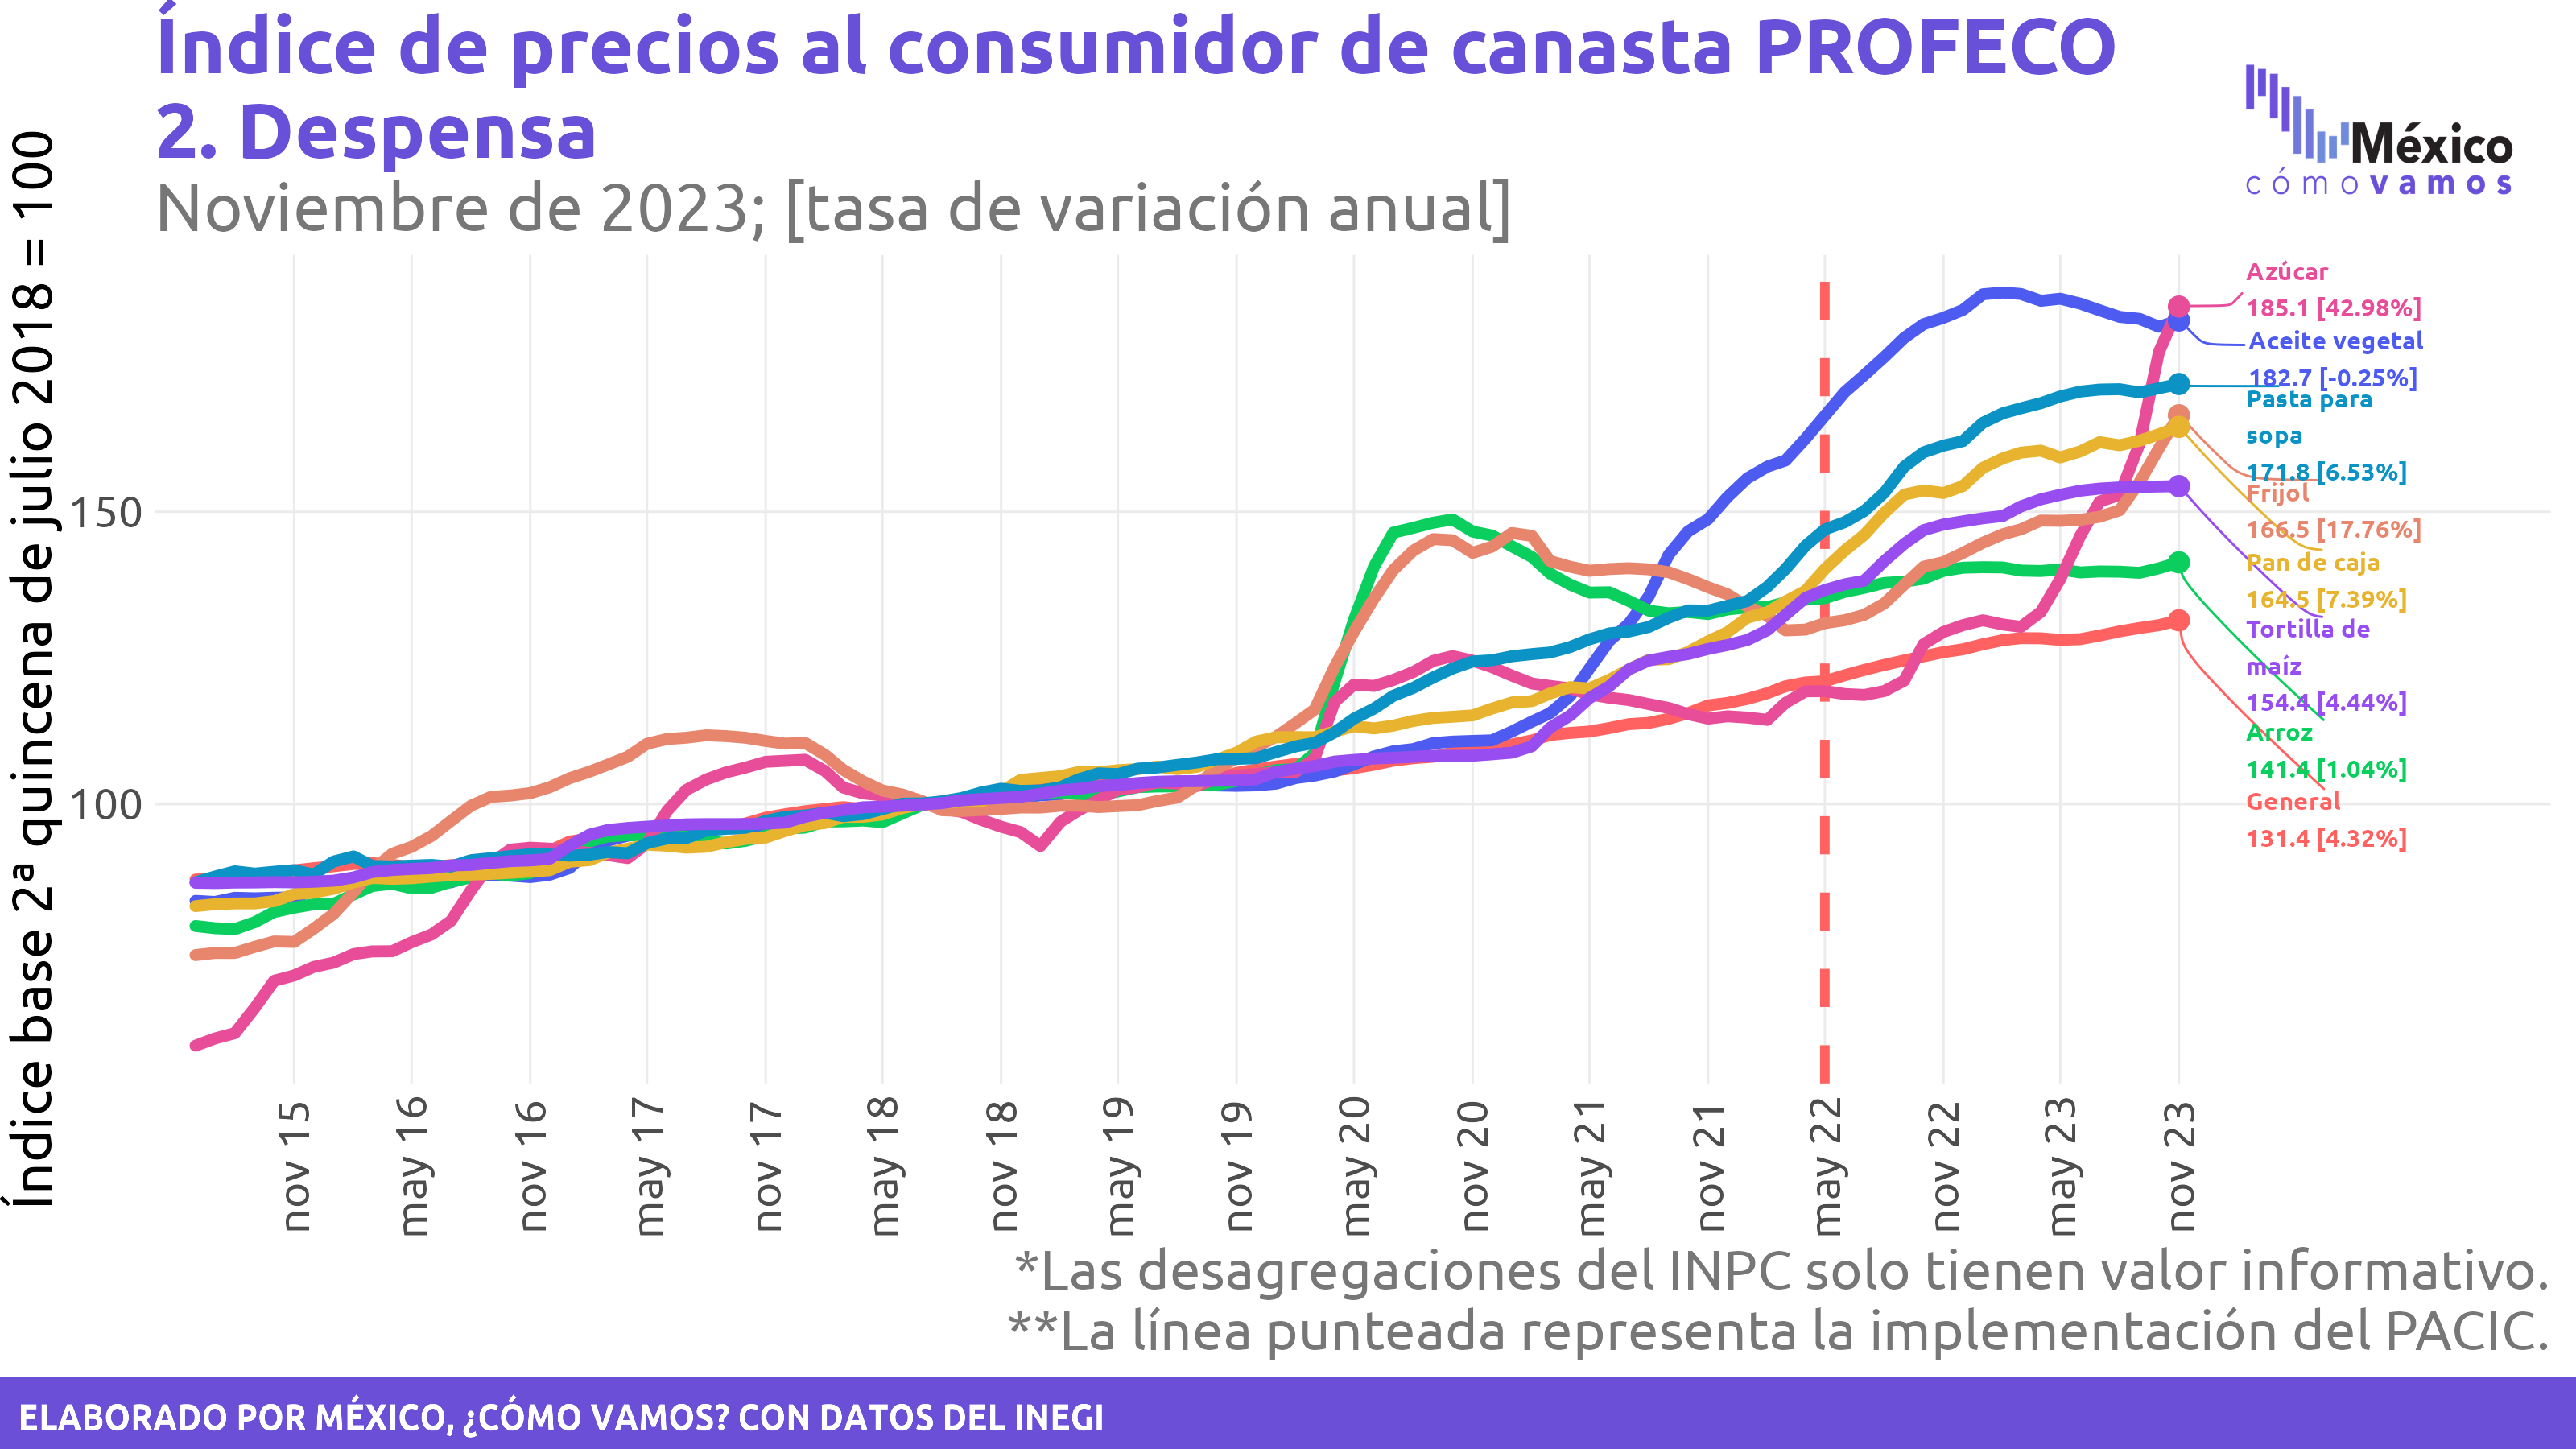 Índice de precios al consumidor de canasta PROFECO
2. Despensa
Noviembre de 2023; [tasa de variación anual]
México
cómo vamos
Índice base 2ª quincena de julio 2018 = 100
150
100
Azúcar
185.1 [42.98%]
Aceite vegetal
182.7 [-0.25%]
Pasta para
sopa
171.8 [6.53%]
Frijol
166.5 [17.76%]
Pan de caja
164.5 [7.39%]
Tortilla de
maíz
154.4 [4.44%]
Arroz
141.4 [1.04%]
General
131.4 [4.32%]
nov 15
may 16
nov 16
may 17
nov 17
may 18
nov 18
may 19
nov 19
may 20
nov 20
may 21
nov 21
may 22
nov 22
may 23
nov 23
*Las desagregaciones del INPC solo tienen valor informativo.
**La línea punteada representa la implementación del PACIC.
ELABORADO POR MÉXICO, ¿CÓMO VAMOS? CON DATOS DEL INEGI